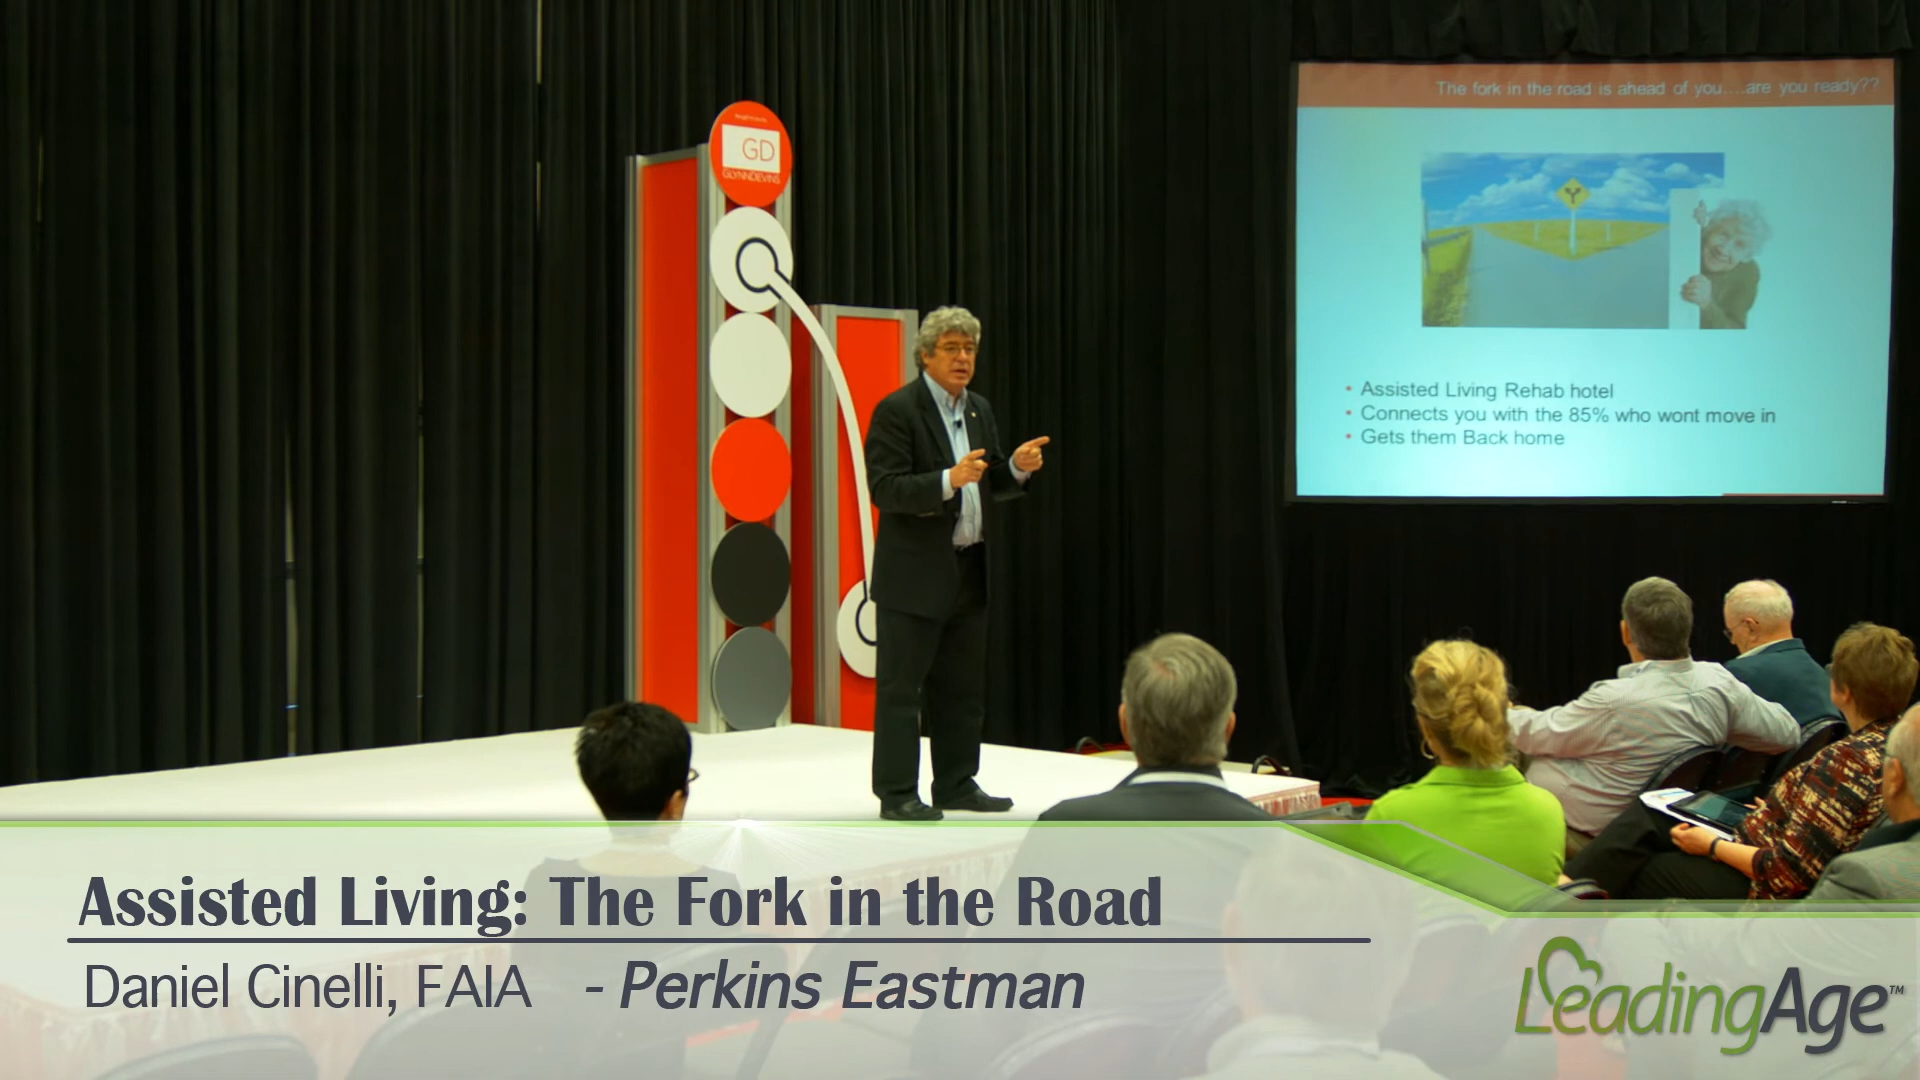 The fork in the road is ahead of you....are you ready??
GD
GLYNNDEVINS
• Assisted Living Rehab hotel
• Connects you with the 85% who wont move in
• Gets them Back home
Assisted Living: The Fork in the Road
Daniel Cinelli, FAIA - Perkins Eastman
LeadingAge™